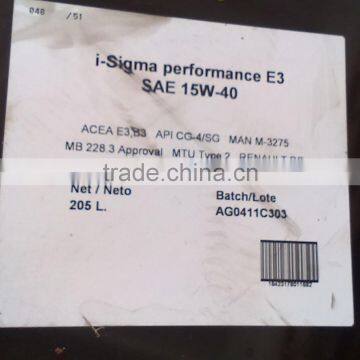 048 /51
i-Sigma performance E3
SAE 15W-40
ACEA E3,B3 API CG-4/SG MAN M-3275
MB 228.3 Approval MTU Type 2 RENAULT
trade.china.cn
Net / Neto
205 L.
Batch/Lote
AG0411C303